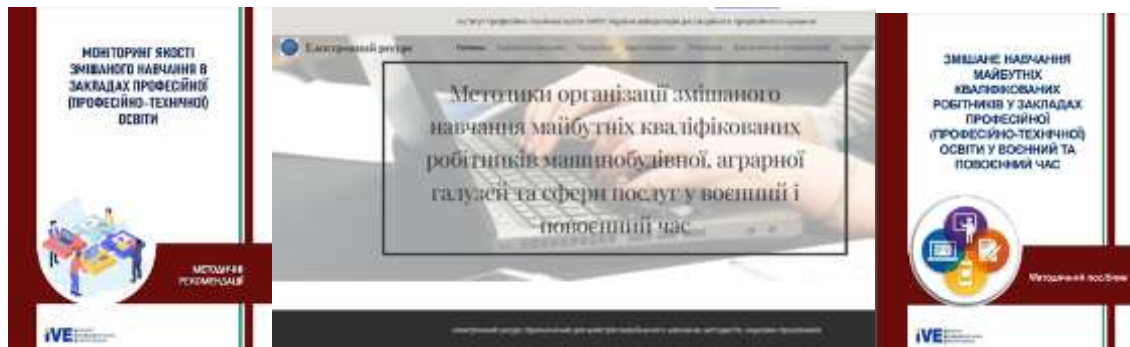 МОНІТОРИНГ ЯКОСТІ
ЗМІШАНОГО НАВЧАННЯ В
ЗАКЛАДАХ ПРОФЕСІЙНОЇ
(ПРОФЕСІЙНО-ТЕХНІЧНОЇ)
ОСВІТИ
МЕТОДИЧНІ
РЕКОМЕНДАЦІЇ
iVE
Електронний ресурс
Головна
Методики організації змішаного
навчання майбутніх кваліфікованих
робітників машинобудівної, аграрної
галузей та сфери послуг у воєнний і
повоєнний час
ЗМІШАНЕ НАВЧАННЯ
МАЙБУТНІХ
КВАЛІФІКОВАНИХ
РОБІТНИКІВ У ЗАКЛАДАХ
ПРОФЕСІЙНОЇ
(ПРОФЕСІЙНО-ТЕХНІЧНОЇ)
ОСВІТИ У ВОЄННИЙ ТА
ПОВОЄННИЙ ЧАС
Методичний посібник
iVE